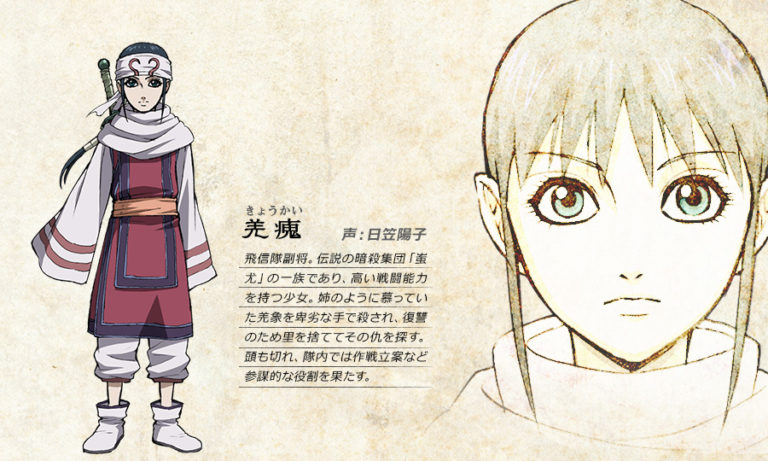 きょうかい
羌瘣
声：日笠陽子
飛信隊副将。伝説の暗殺集団「蚩
尤」の一族であり、高い戦闘能力
を持つ少女。姉のように慕ってい
た羌象を卑劣な手で殺され、復讐
のため里を捨ててその仇を探す。
頭も切れ、隊内では作戦立案など
参謀的な役割を果たす。